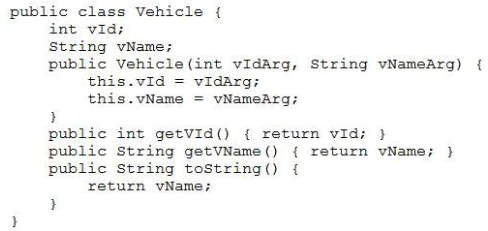 public class Vehicle {
    int vId;
    String vName;
    public Vehicle(int vIdArg, String vNameArg) {
        this.vId = vIdArg;
        this.vName = vNameArg;
    }
    public int getVId() { return vId; }
    public String getVName() { return vName; }
    public String toString() {
        return vName;
    }
}